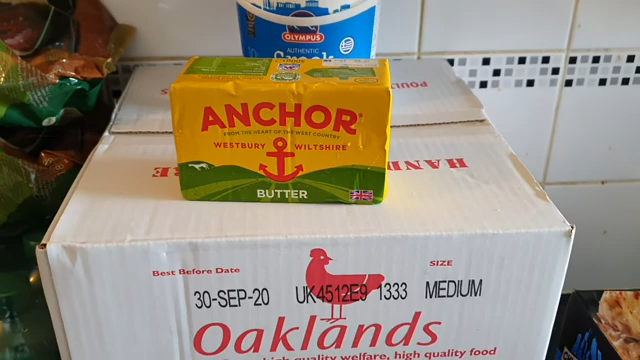 OLYMPUS
AUTHENTIC
Greek
ANCHOR
FROM THE HEART OF THE WEST COUNTRY
WESTBURY WILTSHIRE
BUTTER
Best Before Date
SIZE
30-SEP-20 UK4512E9 1333 MEDIUM
Oaklands
high quality welfare, high quality food